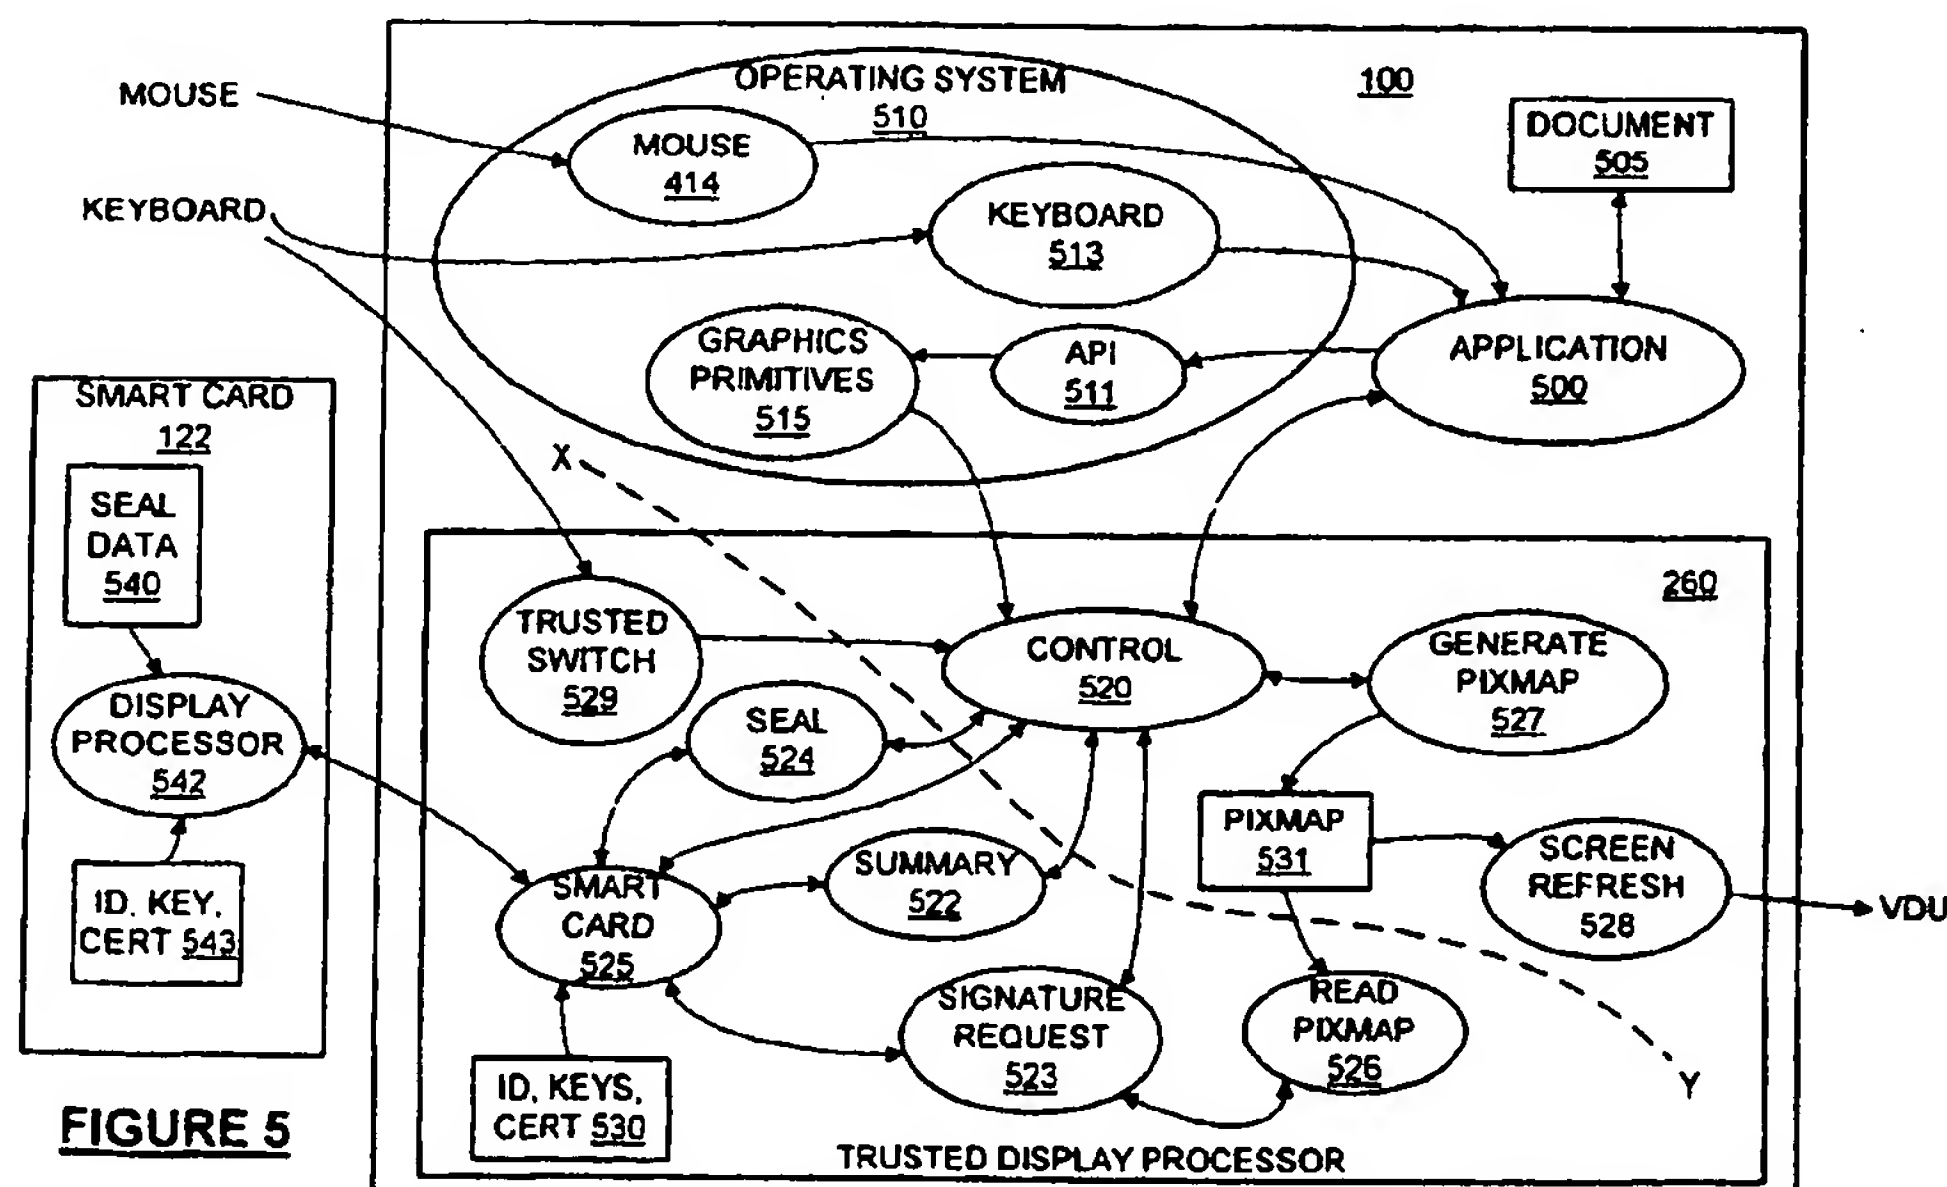 OPERATING SYSTEM
510
100
MOUSE
MOUSE
414
DOCUMENT
505
KEYBOARD
KEYBOARD
513
GRAPHICS
PRIMITIVES
515
API
511
APPLICATION
500
SMART CARD
122
X
SEAL
DATA
540
260
TRUSTED
SWITCH
529
CONTROL
520
GENERATE
PIXMAP
527
DISPLAY
PROCESSOR
542
SEAL
524
PIXMAP
531
SCREEN
REFRESH
528
VDU
SUMMARY
522
SMART
CARD
525
ID, KEY,
CERT 543
SIGNATURE
REQUEST
523
READ
PIXMAP
526
Y
ID, KEYS,
CERT 530
FIGURE 5
TRUSTED DISPLAY PROCESSOR